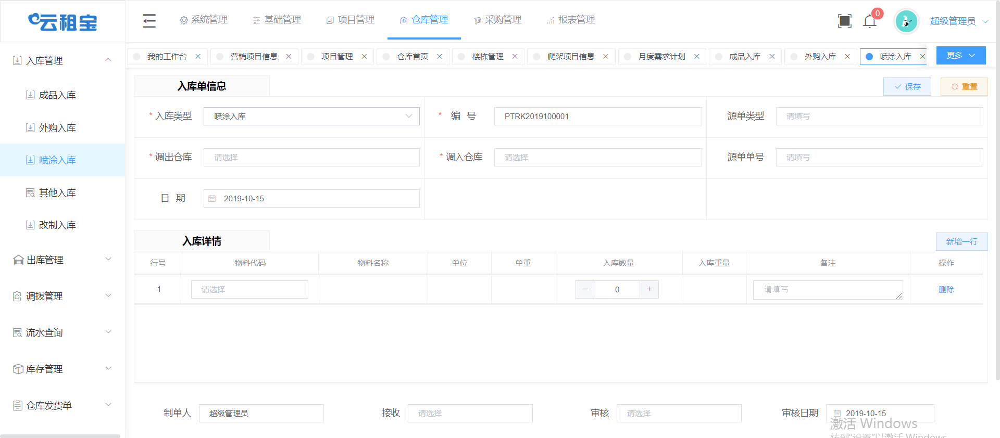 云租宝
系统管理 基础管理 项目管理 仓库管理 采购管理 报表管理
0
超级管理员
我的工作台 营销项目信息 项目管理 仓库首页 楼栋管理 爬架项目信息 月度需求计划 成品入库 外购入库 喷涂入库 更多
入库管理
成品入库
外购入库
喷涂入库
其他入库
改制入库
出库管理
调拨管理
流水查询
库存管理
仓库发货单
入库单信息 保存 重置
* 入库类型 喷涂入库 * 编 号 PTRK2019100001 源单类型 请填写
* 调出仓库 请选择 * 调入仓库 请选择 源单单号 请填写
日 期 2019-10-15
入库详情 新增一行
行号 物料代码 物料名称 单位 单重 入库数量 入库重量 备注 操作
1 请选择 − 0 + 请填写 删除
制单人 超级管理员 接收 请选择 审核 请选择 审核日期 2019-10-15
激活 Windows
转到"设置"以激活 Windows